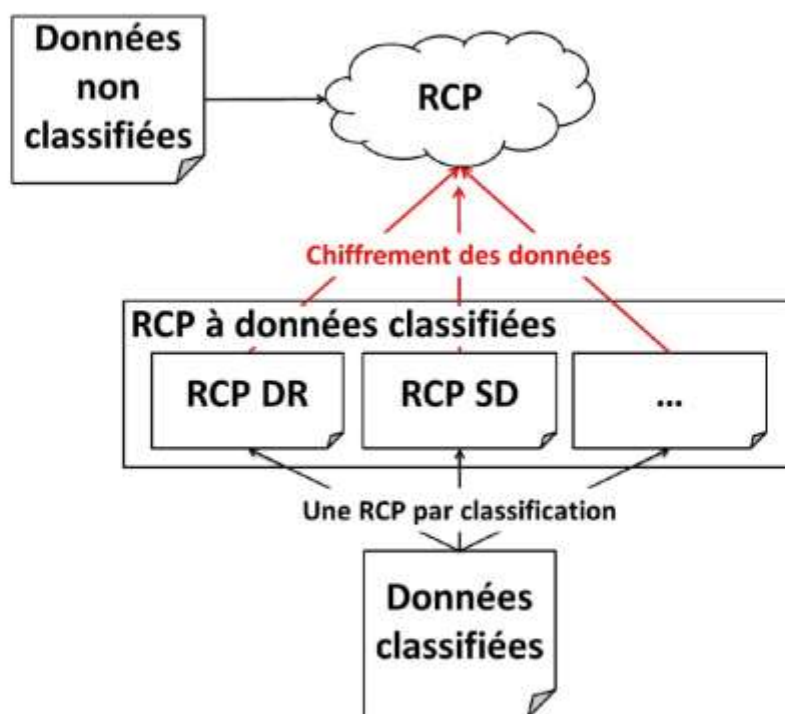 Données
non
classifiées
RCP
Chiffrement des données
RCP à données classifiées
RCP DR
RCP SD
...
Une RCP par classification
Données
classifiées